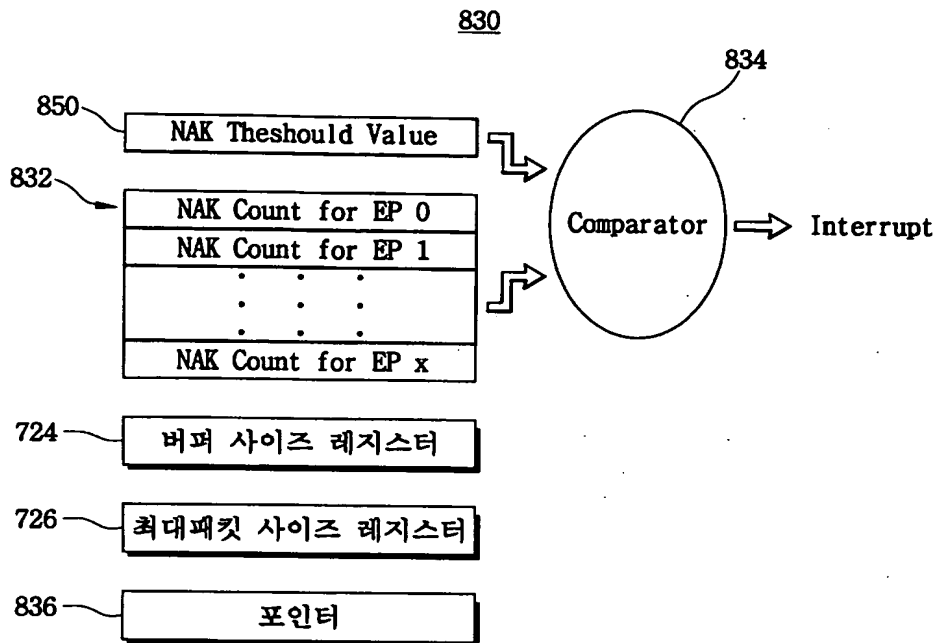 830
834
850
NAK Theshould Value
832
NAK Count for EP 0
NAK Count for EP 1
Comparator
Interrupt
NAK Count for EP x
724
버퍼 사이즈 레지스터
726
최대패킷 사이즈 레지스터
836
포인터